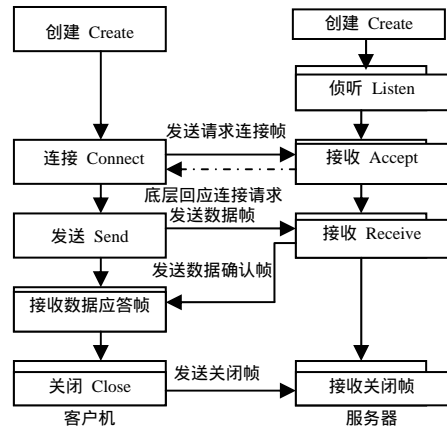 创建 Create
创建 Create
侦听 Listen
发送请求连接帧
连接 Connect
接收 Accept
底层回应连接请求
发送数据帧
发送 Send
接收 Receive
发送数据确认帧
接收数据应答帧
发送关闭帧
关闭 Close
接收关闭帧
客户机
服务器